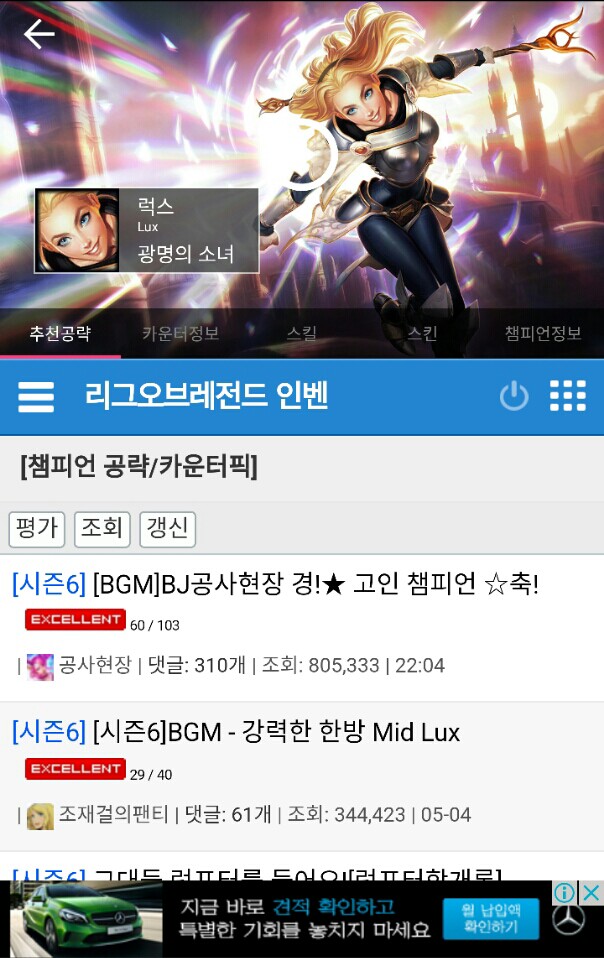 럭스
Lux
광명의 소녀
추천공략 카운터정보 스킬 스킨 챔피언정보
리그오브레전드 인벤
[챔피언 공략/카운터픽]
평가 조회 갱신
[시즌6] [BGM]BJ공사현장 경!★ 고인 챔피언 ☆축!
EXCELLENT 60 / 103
| 공사현장 | 댓글: 310개 | 조회: 805,333 | 22:04
[시즌6] [시즌6]BGM - 강력한 한방 Mid Lux
EXCELLENT 29 / 40
| 조재걸의팬티 | 댓글: 61개 | 조회: 344,423 | 05-04
[시즌6] 그대들
지금 바로 견적 확인하고
특별한 기회를 놓치지 마세요
월 납입액
확인하기